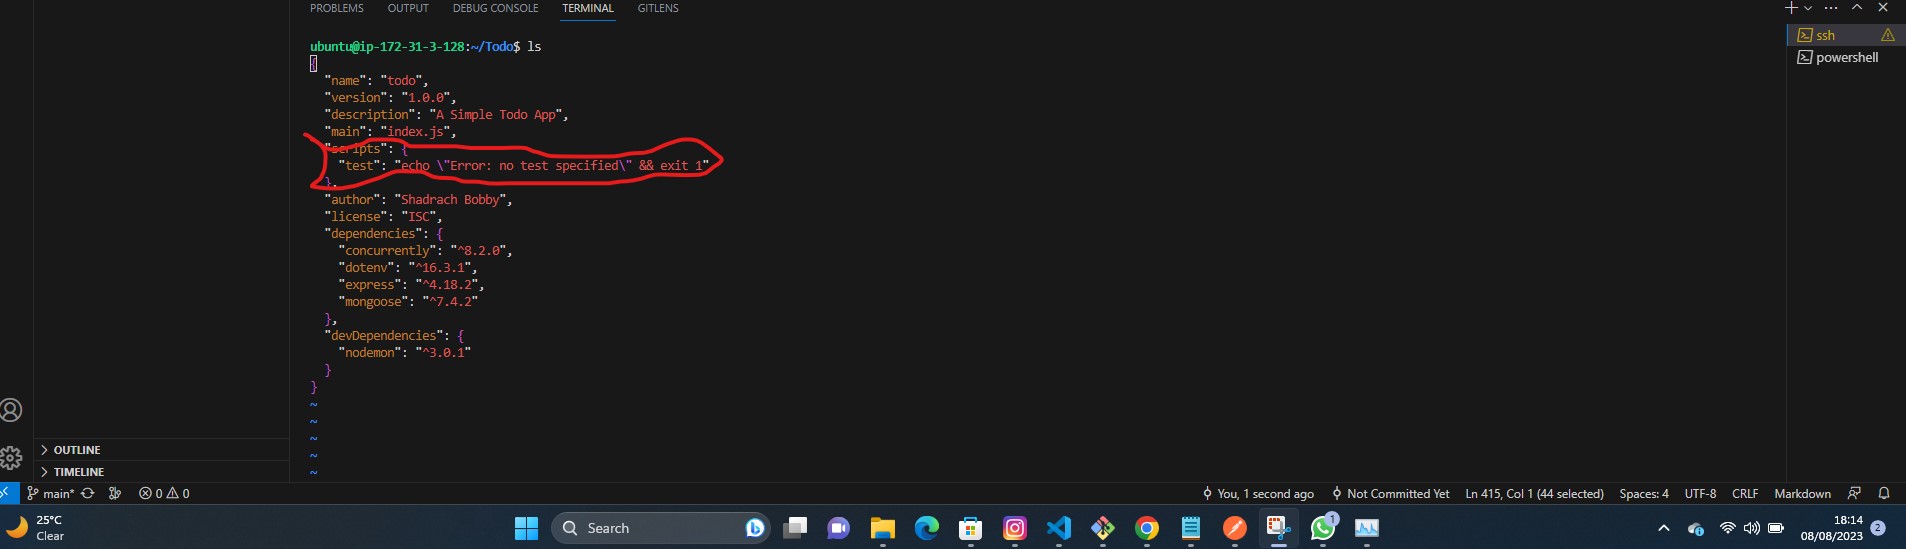 PROBLEMS OUTPUT DEBUG CONSOLE TERMINAL GITLENS
ubuntu@ip-172-31-3-128:~/Todo$ ls
{
"name": "todo",
"version": "1.0.0",
"description": "A Simple Todo App",
"main": "index.js",
"scripts": {
"test": "echo \"Error: no test specified\" && exit 1"
},
"author": "Shadrach Bobby",
"license": "ISC",
"dependencies": {
"concurrently": "^8.2.0",
"dotenv": "^16.3.1",
"express": "^4.18.2",
"mongoose": "^7.4.2"
},
"devDependencies": {
"nodemon": "^3.0.1"
}
}
~
~
~
~
~
ssh
powershell
OUTLINE
TIMELINE
main* 0 0 You, 1 second ago Not Committed Yet Ln 415, Col 1 (44 selected) Spaces: 4 UTF-8 CRLF Markdown
25°C
Clear
Search
1
18:14
08/08/2023
2